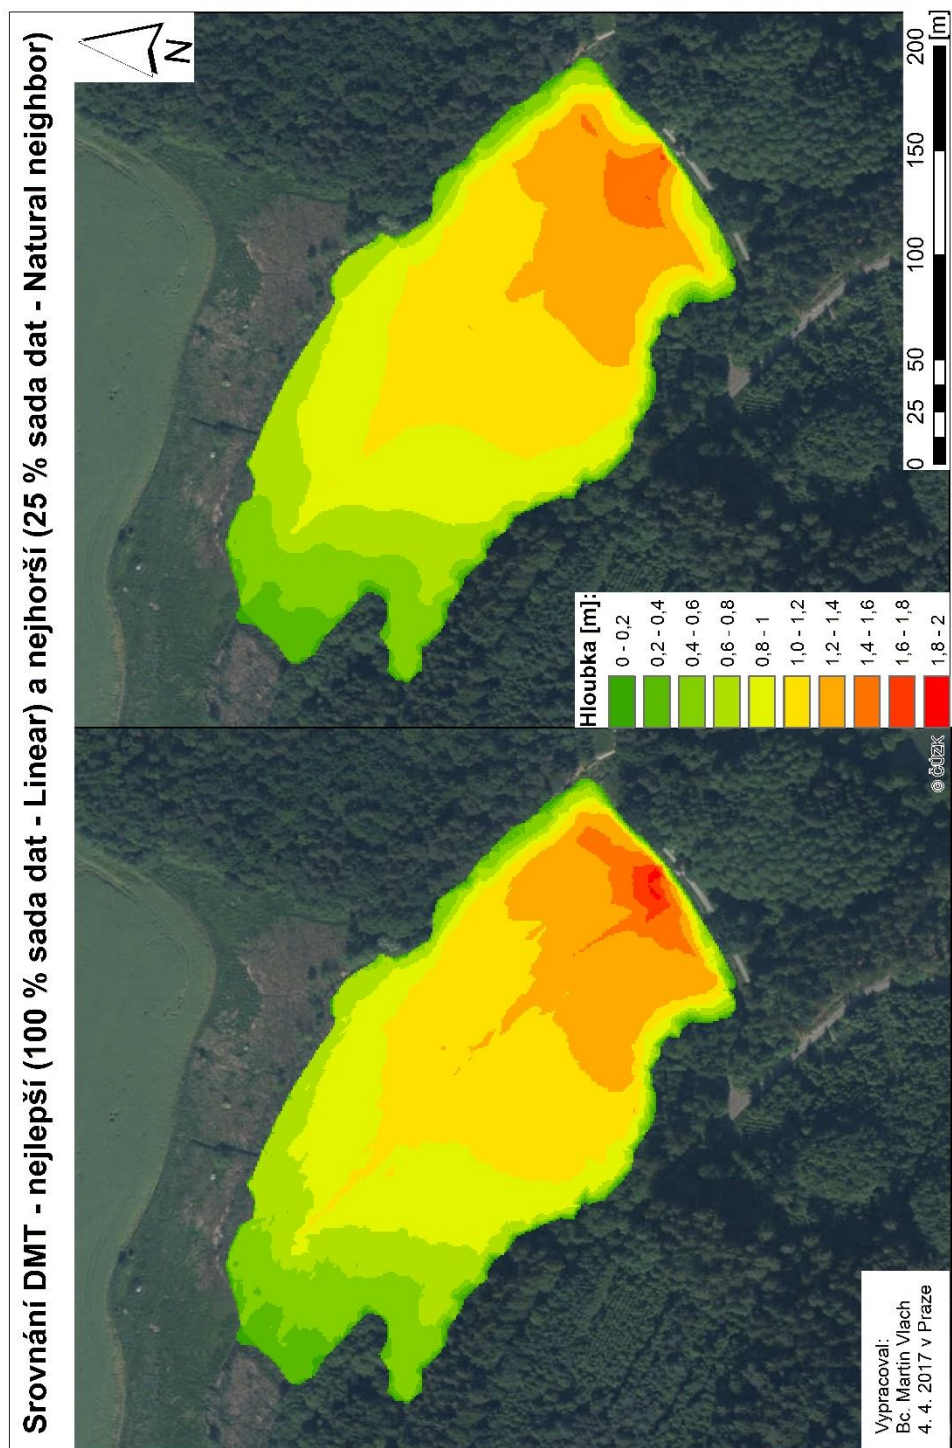 Srovnání DMT - nejlepší (100 % sada dat - Linear) a nejhorší (25 % sada dat - Natural neighbor)
N
Hloubka [m]:
0 - 0,2
0,2 - 0,4
0,4 - 0,6
0,6 - 0,8
0,8 - 1
1,0 - 1,2
1,2 - 1,4
1,4 - 1,6
1,6 - 1,8
1,8 - 2
© ČÚZK
Vypracoval:
Bc. Martin Vlach
4. 4. 2017 v Praze
0 25 50 100 150 200
[m]